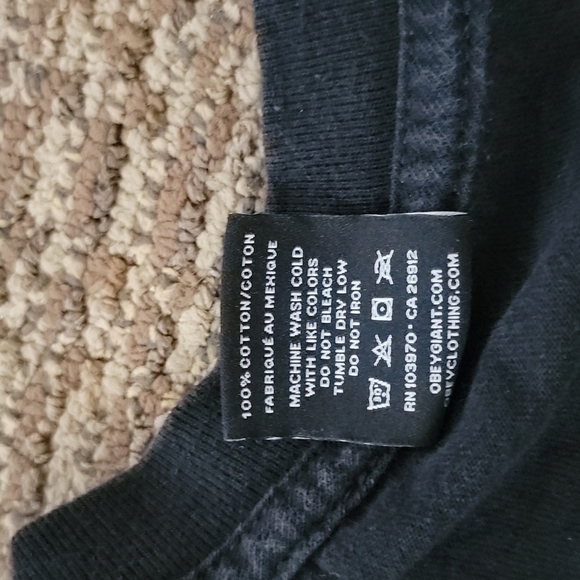 100% COTTON/COTON
FABRIQUÉ AU MEXIQUE
MACHINE WASH COLD
WITH LIKE COLORS
DO NOT BLEACH
TUMBLE DRY LOW
DO NOT IRON
RN 103970 • CA 26912
OBEYGIANT.COM
OBEYCLOTHING.COM